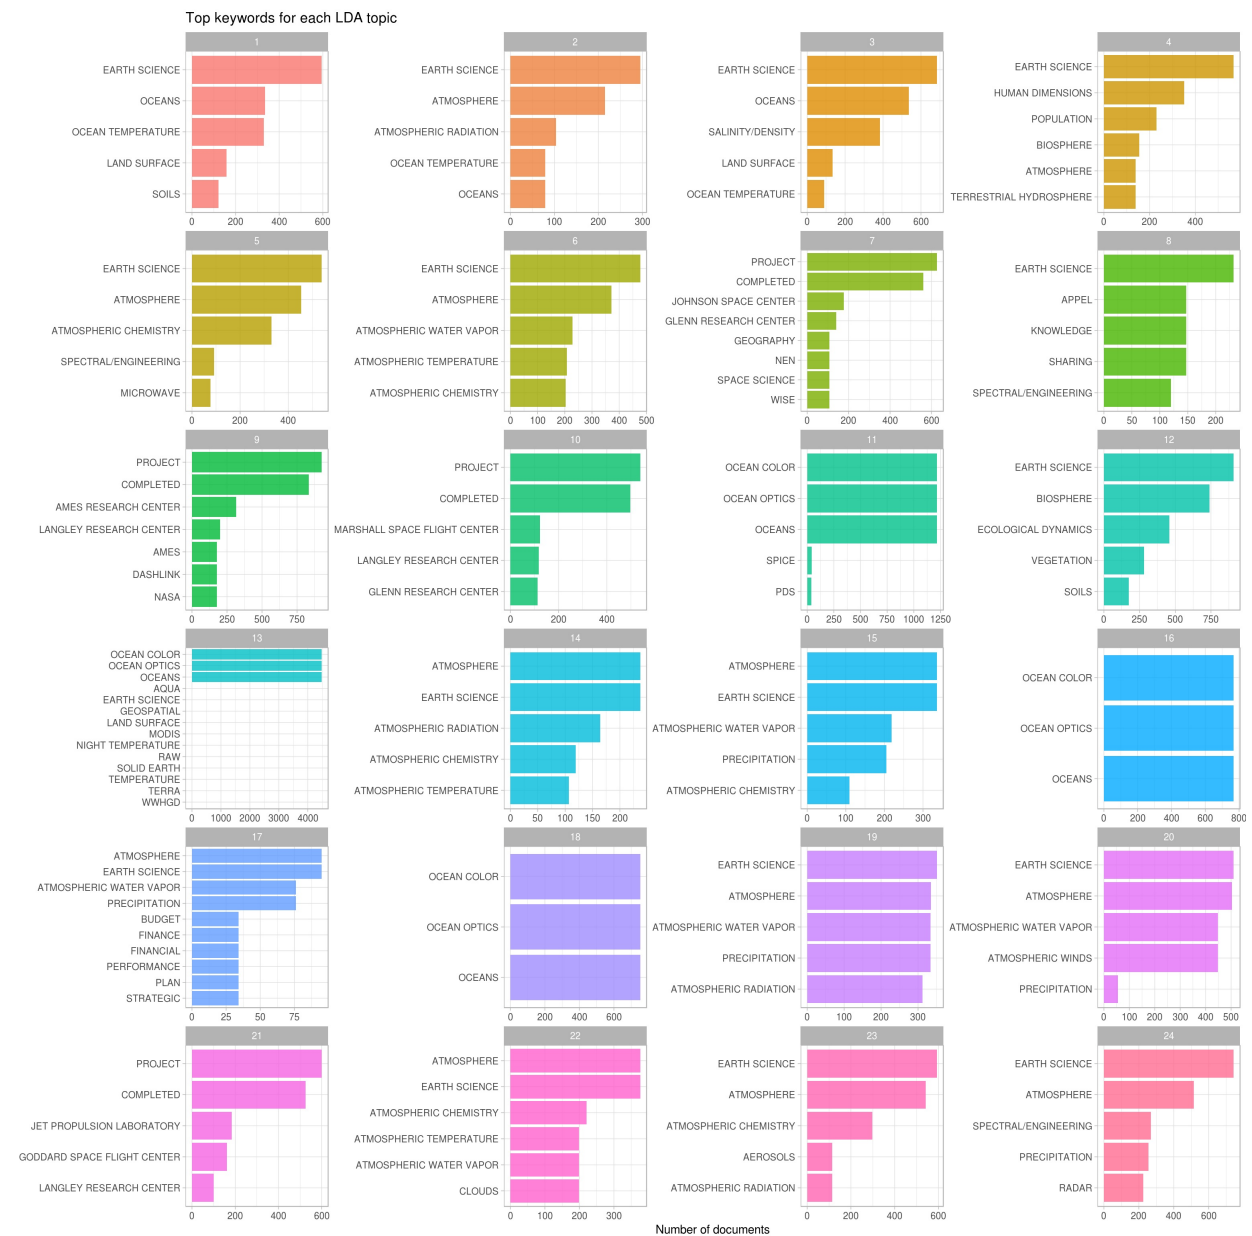 Top keywords for each LDA topic
1
EARTH SCIENCE
OCEANS
OCEAN TEMPERATURE
LAND SURFACE
SOILS
0 200 400 600
2
EARTH SCIENCE
ATMOSPHERE
ATMOSPHERIC RADIATION
OCEAN TEMPERATURE
OCEANS
0 100 200 300
3
EARTH SCIENCE
OCEANS
SALINITY/DENSITY
LAND SURFACE
OCEAN TEMPERATURE
0 200 400 600
4
EARTH SCIENCE
HUMAN DIMENSIONS
POPULATION
BIOSPHERE
ATMOSPHERE
TERRESTRIAL HYDROSPHERE
0 200 400
5
EARTH SCIENCE
ATMOSPHERE
ATMOSPHERIC CHEMISTRY
SPECTRAL/ENGINEERING
MICROWAVE
0 200 400
6
EARTH SCIENCE
ATMOSPHERE
ATMOSPHERIC WATER VAPOR
ATMOSPHERIC TEMPERATURE
ATMOSPHERIC CHEMISTRY
0 100 200 300 400 500
7
PROJECT
COMPLETED
JOHNSON SPACE CENTER
GLENN RESEARCH CENTER
GEOGRAPHY
NEN
SPACE SCIENCE
WISE
0 200 400 600
8
EARTH SCIENCE
APPEL
KNOWLEDGE
SHARING
SPECTRAL/ENGINEERING
0 50 100 150 200
9
PROJECT
COMPLETED
AMES RESEARCH CENTER
LANGLEY RESEARCH CENTER
AMES
DASHLINK
NASA
0 250 500 750
10
PROJECT
COMPLETED
MARSHALL SPACE FLIGHT CENTER
LANGLEY RESEARCH CENTER
GLENN RESEARCH CENTER
0 200 400
11
OCEAN COLOR
OCEAN OPTICS
OCEANS
SPICE
PDS
0 250 500 750 1000 1250
12
EARTH SCIENCE
BIOSPHERE
ECOLOGICAL DYNAMICS
VEGETATION
SOILS
0 250 500 750
13
OCEAN COLOR
OCEAN OPTICS
OCEANS
AQUA
EARTH SCIENCE
GEOSPATIAL
LAND SURFACE
MODIS
NIGHT TEMPERATURE
RAW
SOLID EARTH
TEMPERATURE
TERRA
WWHGD
0 1000 2000 3000 4000
14
ATMOSPHERE
EARTH SCIENCE
ATMOSPHERIC RADIATION
ATMOSPHERIC CHEMISTRY
ATMOSPHERIC TEMPERATURE
0 50 100 150 200
15
ATMOSPHERE
EARTH SCIENCE
ATMOSPHERIC WATER VAPOR
PRECIPITATION
ATMOSPHERIC CHEMISTRY
0 100 200 300
16
OCEAN COLOR
OCEAN OPTICS
OCEANS
0 200 400 600 800
17
ATMOSPHERE
EARTH SCIENCE
ATMOSPHERIC WATER VAPOR
PRECIPITATION
BUDGET
FINANCE
FINANCIAL
PERFORMANCE
PLAN
STRATEGIC
0 25 50 75
18
OCEAN COLOR
OCEAN OPTICS
OCEANS
0 200 400 600
19
EARTH SCIENCE
ATMOSPHERE
ATMOSPHERIC WATER VAPOR
PRECIPITATION
ATMOSPHERIC RADIATION
0 100 200 300
20
EARTH SCIENCE
ATMOSPHERE
ATMOSPHERIC WATER VAPOR
ATMOSPHERIC WINDS
PRECIPITATION
0 100 200 300 400 500
21
PROJECT
COMPLETED
JET PROPULSION LABORATORY
GODDARD SPACE FLIGHT CENTER
LANGLEY RESEARCH CENTER
0 200 400 600
22
ATMOSPHERE
EARTH SCIENCE
ATMOSPHERIC CHEMISTRY
ATMOSPHERIC TEMPERATURE
ATMOSPHERIC WATER VAPOR
CLOUDS
0 100 200 300
23
EARTH SCIENCE
ATMOSPHERE
ATMOSPHERIC CHEMISTRY
AEROSOLS
ATMOSPHERIC RADIATION
0 200 400 600
24
EARTH SCIENCE
ATMOSPHERE
SPECTRAL/ENGINEERING
PRECIPITATION
RADAR
0 200 400 600
Number of documents